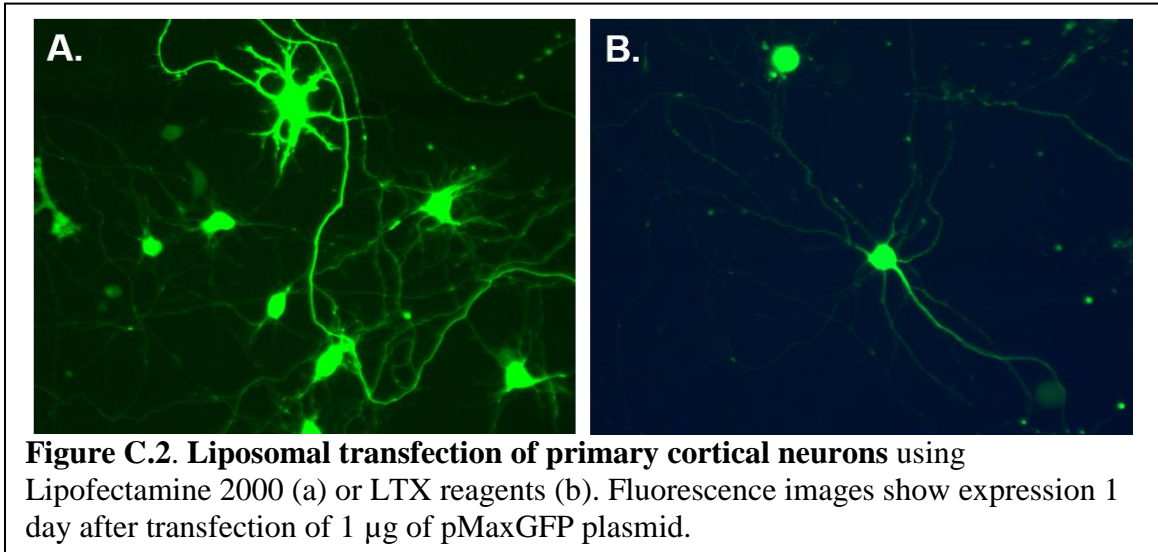 A.
B.
Figure C.2. Liposomal transfection of primary cortical neurons using
Lipofectamine 2000 (a) or LTX reagents (b). Fluorescence images show expression 1
day after transfection of 1 µg of pMaxGFP plasmid.